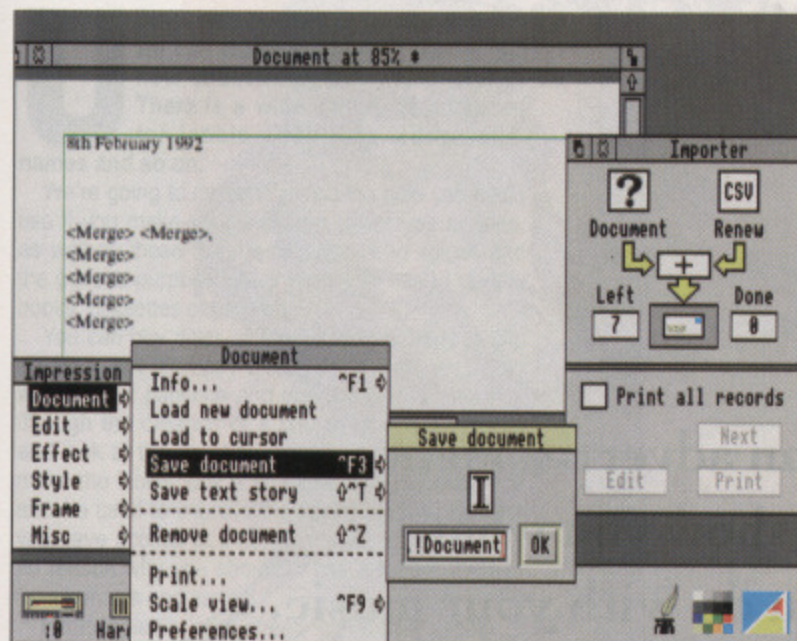 Document at 85% *
8th February 1992
<Merge> <Merge>,
<Merge>
<Merge>
<Merge>
<Merge>
Importer
?
CSV
Document
Renew
+
Left
Done
7
0
Print all records
Next
Edit
Print
Impression
Document
Edit
Effect
Style
Frame
Misc
Document
Info... ^F1
Load new document
Load to cursor
Save document ^F3
Save text story ⇧^T
Remove document ⇧^Z
Print...
Scale view... ^F9
Preferences...
Save document
I
.!Document
OK
:0
Hard